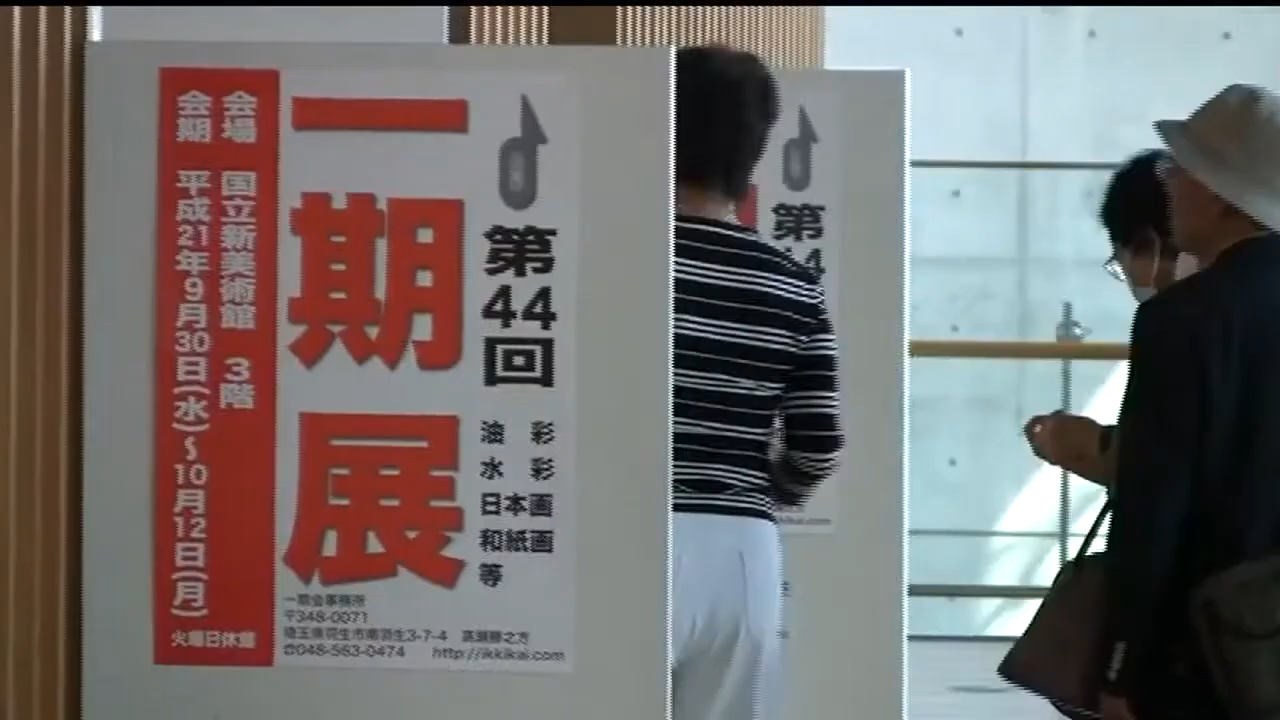 第44回
油彩
水彩
日本画
和紙画
等
一期展
会場 国立新美術館 3階
会期 平成21年9月30日(水)~10月12日(月)
火曜日休館
一期会事務所
〒348-0071
埼玉県羽生市南羽生3-7-4
☎048-563-0474 http://ikkikai.com
第
44